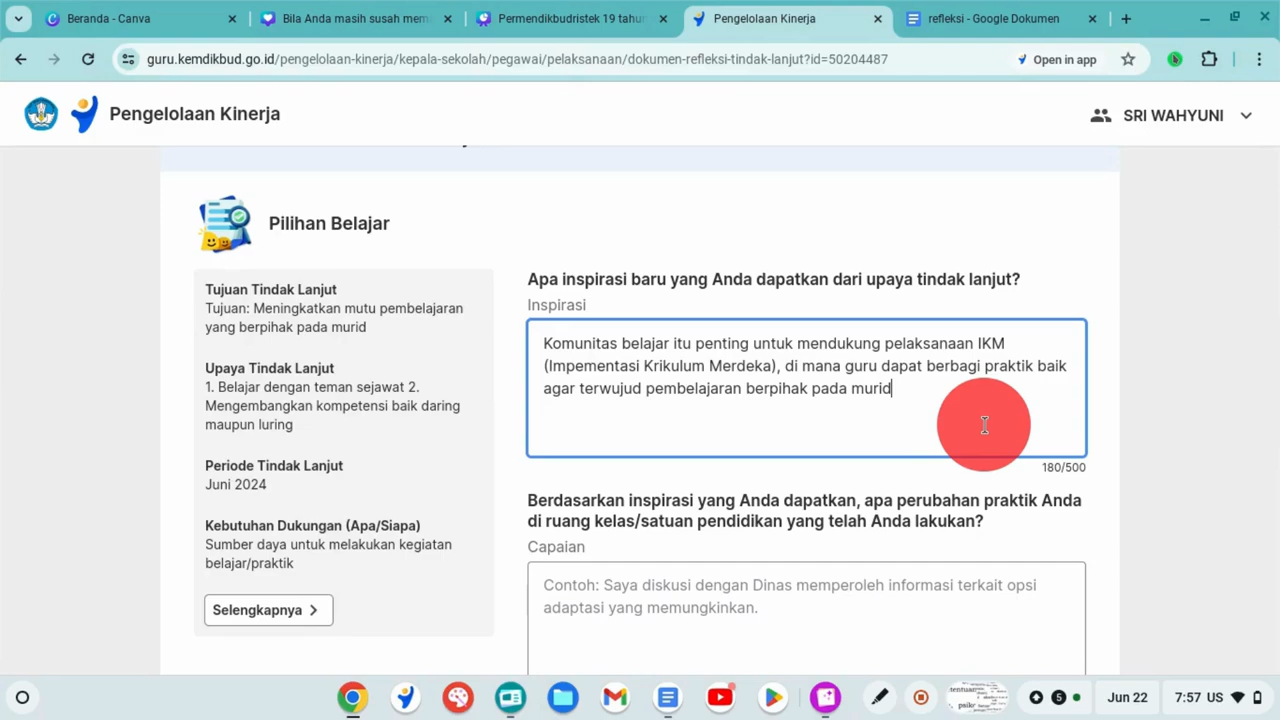 Beranda - Canva
Bila Anda masih susah mem
Permendikbudristek 19 tahun
Pengelolaan Kinerja
refleksi - Google Dokumen
guru.kemdikbud.go.id/pengelolaan-kinerja/kepala-sekolah/pegawai/pelaksanaan/dokumen-refleksi-tindak-lanjut?id=50204487
Open in app
Pengelolaan Kinerja
SRI WAHYUNI
Pilihan Belajar
Tujuan Tindak Lanjut
Tujuan: Meningkatkan mutu pembelajaran
yang berpihak pada murid
Upaya Tindak Lanjut
1. Belajar dengan teman sejawat 2.
Mengembangkan kompetensi baik daring
maupun luring
Periode Tindak Lanjut
Juni 2024
Kebutuhan Dukungan (Apa/Siapa)
Sumber daya untuk melakukan kegiatan
belajar/praktik
Selengkapnya
Apa inspirasi baru yang Anda dapatkan dari upaya tindak lanjut?
Inspirasi
Komunitas belajar itu penting untuk mendukung pelaksanaan IKM
(Impementasi Krikulum Merdeka), di mana guru dapat berbagi praktik baik
agar terwujud pembelajaran berpihak pada murid
180/500
Berdasarkan inspirasi yang Anda dapatkan, apa perubahan praktik Anda
di ruang kelas/satuan pendidikan yang telah Anda lakukan?
Capaian
Contoh: Saya diskusi dengan Dinas memperoleh informasi terkait opsi
adaptasi yang memungkinkan.
5
Jun 22
7:57 US